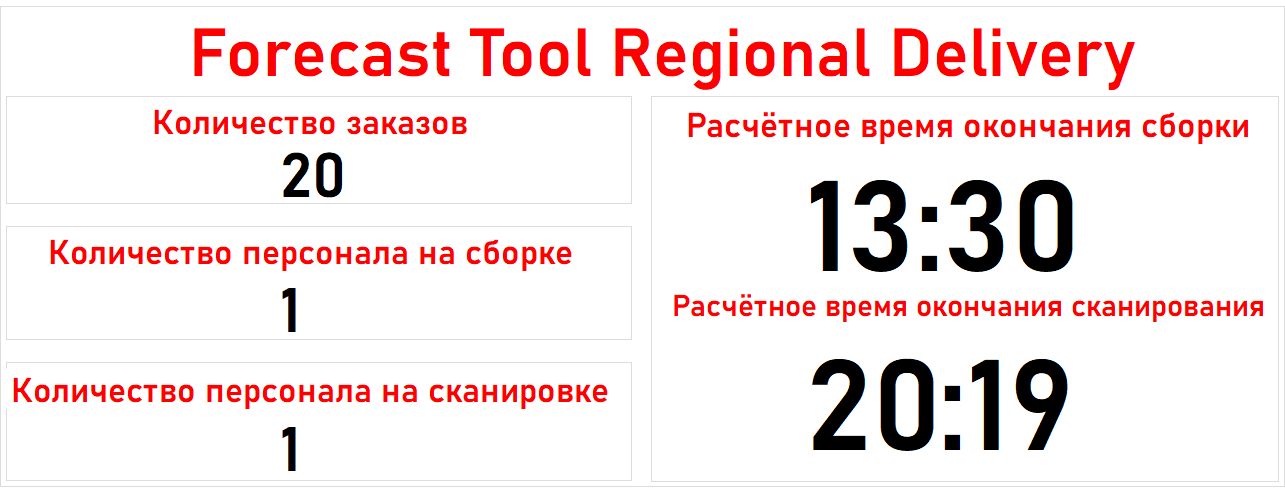 Forecast Tool Regional Delivery
Количество заказов
20
Количество персонала на сборке
1
Количество персонала на сканировке
1
Расчётное время окончания сборки
13:30
Расчётное время окончания сканирования
20:19